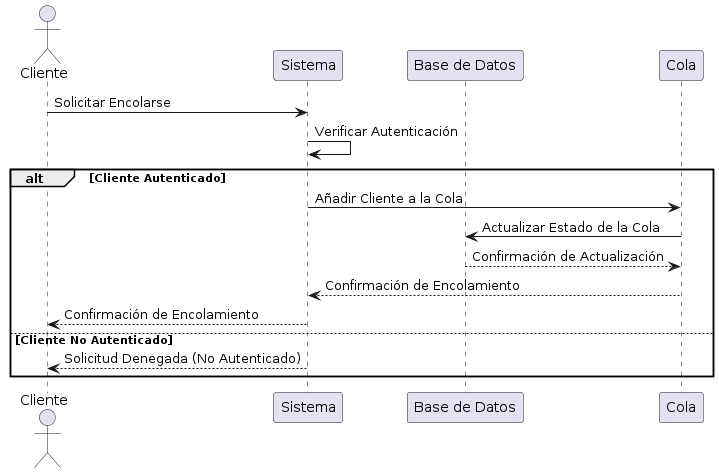 Cliente
Sistema
Base de Datos
Cola
Solicitar Encolarse
Verificar Autenticación
alt
[Cliente Autenticado]
Añadir Cliente a la Cola
Actualizar Estado de la Cola
Confirmación de Actualización
Confirmación de Encolamiento
Confirmación de Encolamiento
[Cliente No Autenticado]
Solicitud Denegada (No Autenticado)
Cliente
Sistema
Base de Datos
Cola